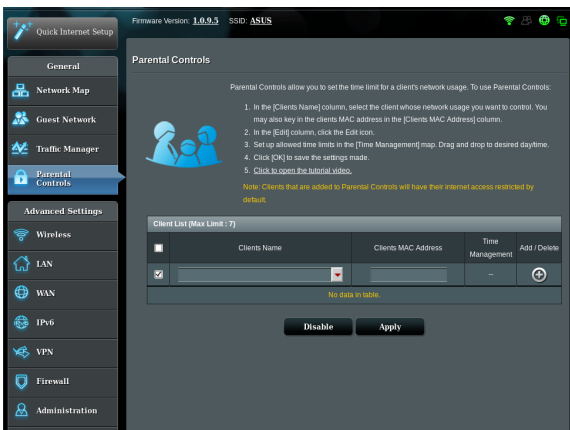 Quick Internet Setup
Firmware Version: 1.0.9.5 SSID: ASUS
General
Network Map
Guest Network
Traffic Manager
Parental Controls
Advanced Settings
Wireless
LAN
WAN
IPv6
VPN
Firewall
Administration
Parental Controls
Parental Controls allow you to set the time limit for a client's network usage. To use Parental Controls:
1. In the [Clients Name] column, select the client whose network usage you want to control. You
may also key in the clients MAC address in the [Clients MAC Address] column.
2. In the [Edit] column, click the Edit icon.
3. Set up allowed time limits in the [Time Management] map. Drag and drop to desired day/time.
4. Click [OK] to save the settings made.
5. Click to open the tutorial video.
Note: Clients that are added to Parental Controls will have their internet access restricted by
default.
Client List (Max Limit : 7)
Clients Name Clients MAC Address Time Management Add / Delete
--
No data in table.
Disable Apply